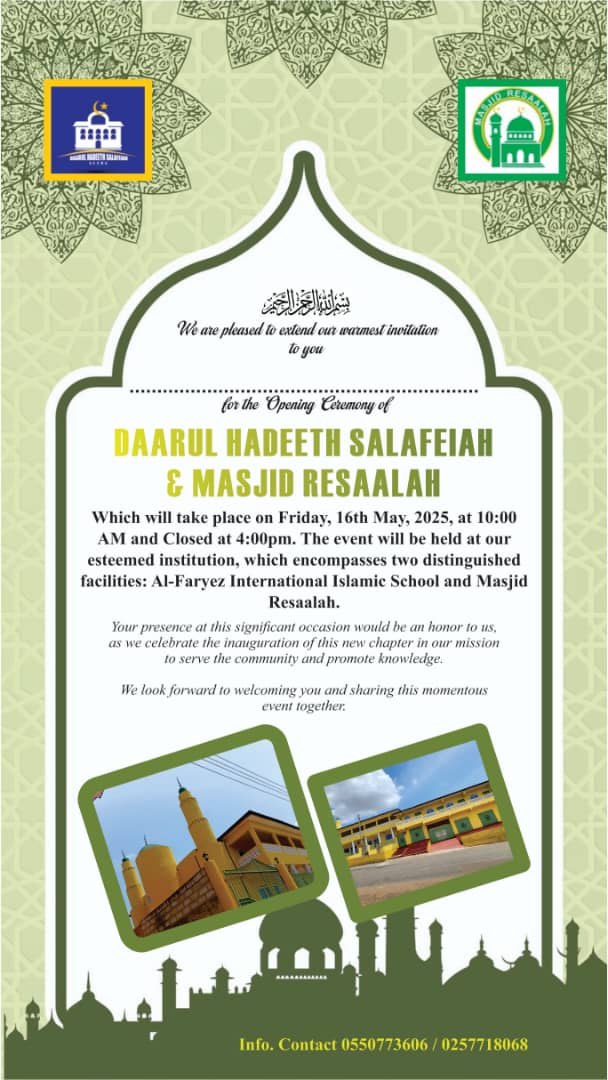 DAARUL HADEETH SALAFEIAH
MASJID RESAALAH
بسم الله الرحمن الرحيم
We are pleased to extend our warmest invitation
to you
for the Opening Ceremony of
DAARUL HADEETH SALAFEIAH
& MASJID RESAALAH
Which will take place on Friday, 16th May, 2025, at 10:00
AM and Closed at 4:00pm. The event will be held at our
esteemed institution, which encompasses two distinguished
facilities: Al-Faryez International Islamic School and Masjid
Resaalah.
Your presence at this significant occasion would be an honor to us,
as we celebrate the inauguration of this new chapter in our mission
to serve the community and promote knowledge.
We look forward to welcoming you and sharing this momentous
event together.
Info. Contact 0550773606 / 0257718068